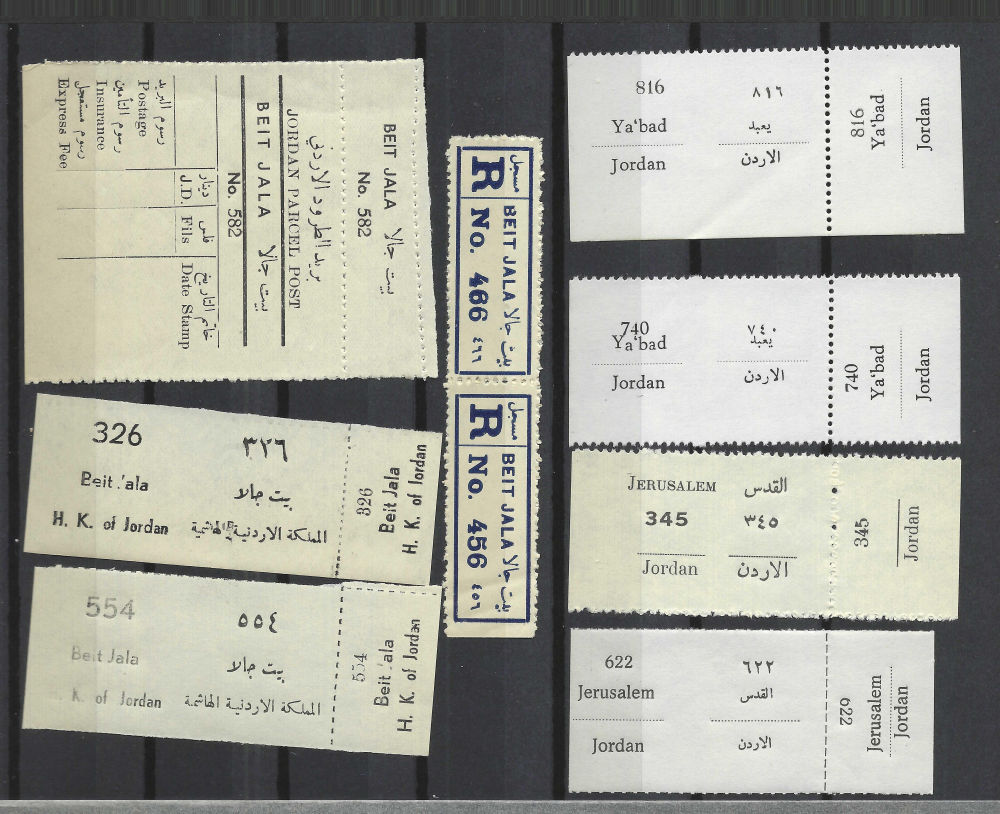 BEIT JALA بيت جالا
No. 582
بريد الطرود الاردني
JORDAN PARCEL POST
BEIT JALA بيت جالا
No. 582
دينار فلس خاتم التاريخ
J.D. Fils Date Stamp
رسوم البريد
Postage
رسوم التأمين
Insurance
رسوم مستعجل
Express Fee
326 ٣٢٦
Beit Jala بيت جالا
H. K. of Jordan المملكة الاردنية الهاشمية
326
Beit Jala
H. K. of Jordan
554 ٥٥٤
Beit Jala بيت جالا
K. of Jordan المملكة الاردنية الهاشمية
554
Beit Jala
H. K. of Jordan
مسجل
R
BEIT JALA بيت جالا
No. 466 ٤٦٦
مسجل
R
BEIT JALA بيت جالا
No. 456 ٤٥٦
816 ٨١٦
Ya‘bad يعبد
Jordan الاردن
816
Ya‘bad
Jordan
740 ٧٤٠
Ya‘bad يعبد
Jordan الاردن
740
Ya‘bad
Jordan
JERUSALEM القدس
345 ٣٤٥
Jordan الاردن
345
Jordan
622 ٦٢٢
Jerusalem القدس
Jordan الاردن
622
Jerusalem
Jordan